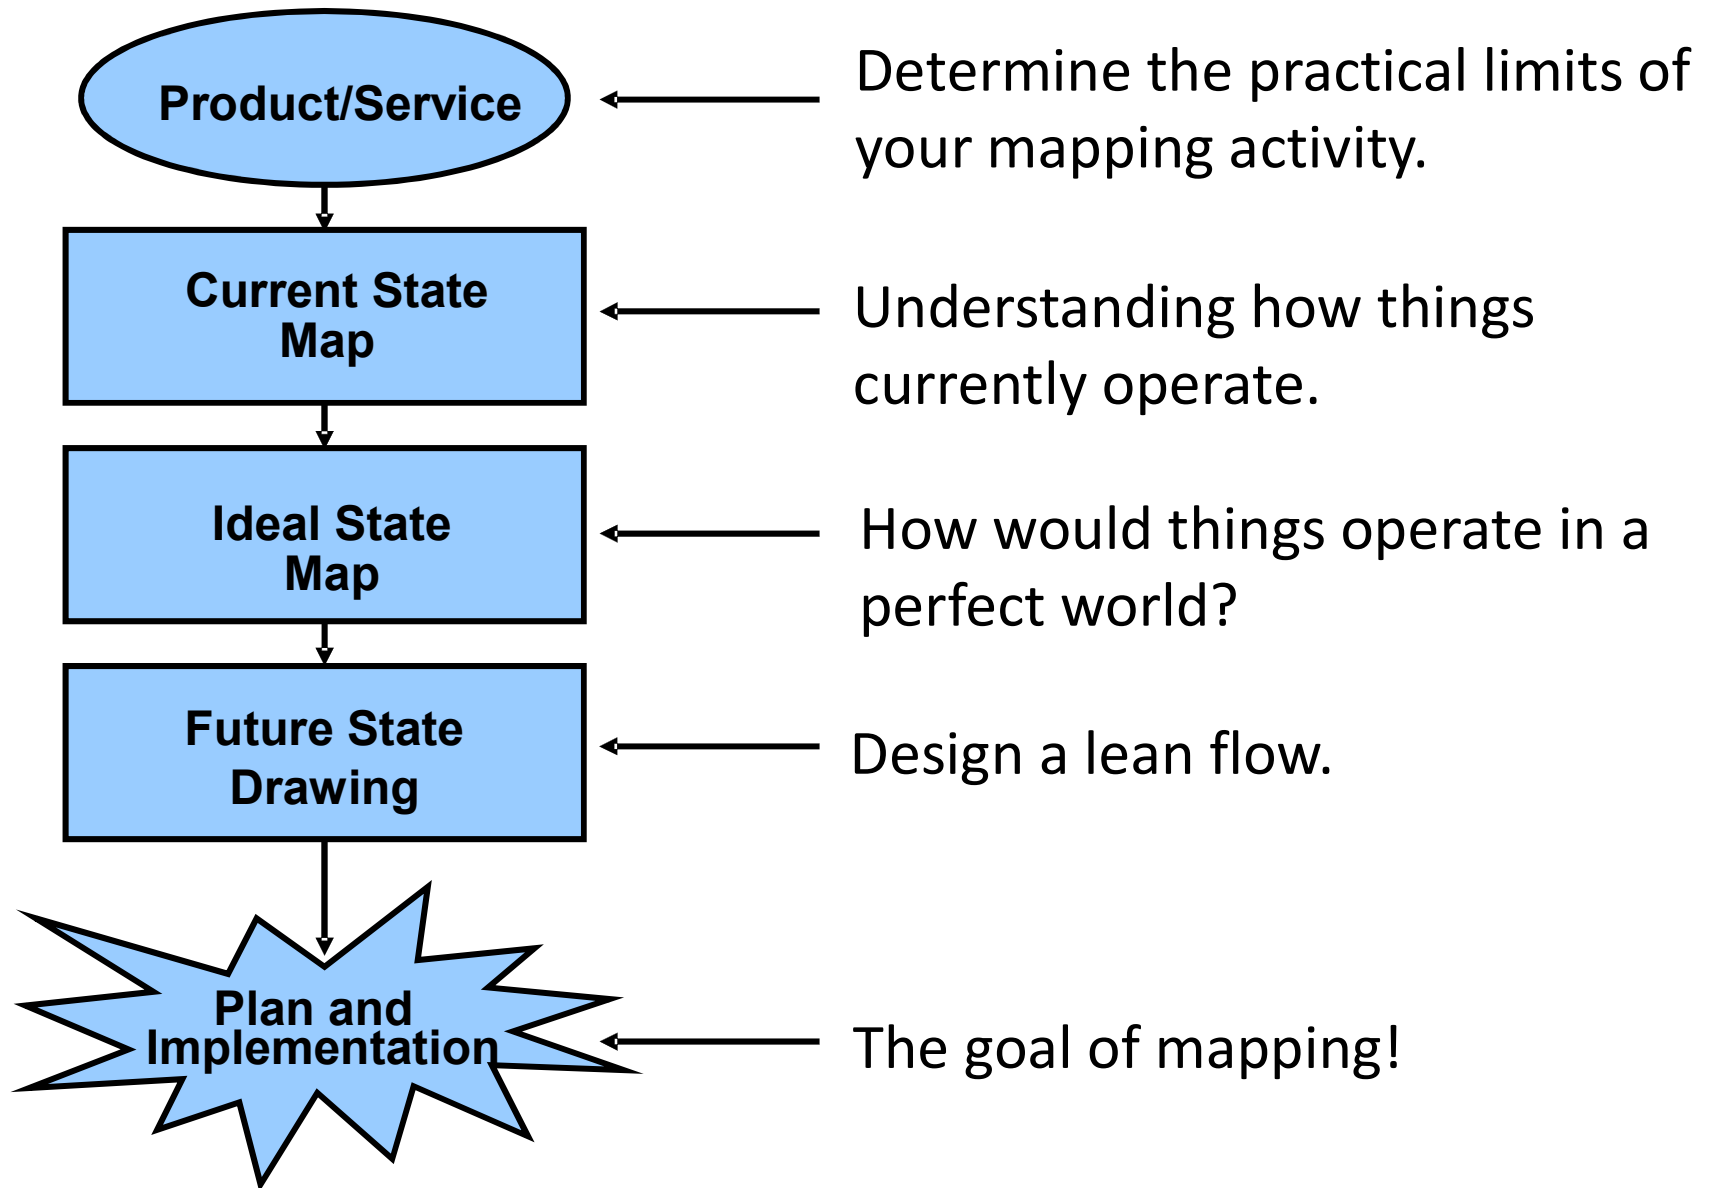 Product/Service
Determine the practical limits of
your mapping activity.
Current State
Map
Understanding how things
currently operate.
Ideal State
Map
How would things operate in a
perfect world?
Future State
Drawing
Design a lean flow.
Plan and
Implementation
The goal of mapping!